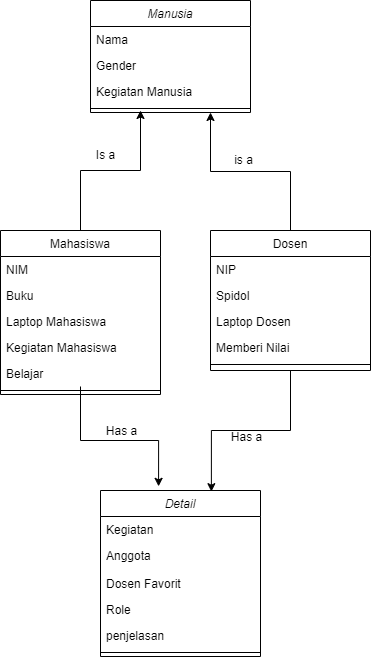 Manusia
Nama
Gender
Kegiatan Manusia
Is a
is a
Mahasiswa
NIM
Buku
Laptop Mahasiswa
Kegiatan Mahasiswa
Belajar
Dosen
NIP
Spidol
Laptop Dosen
Memberi Nilai
Has a
Has a
Detail
Kegiatan
Anggota
Dosen Favorit
Role
penjelasan